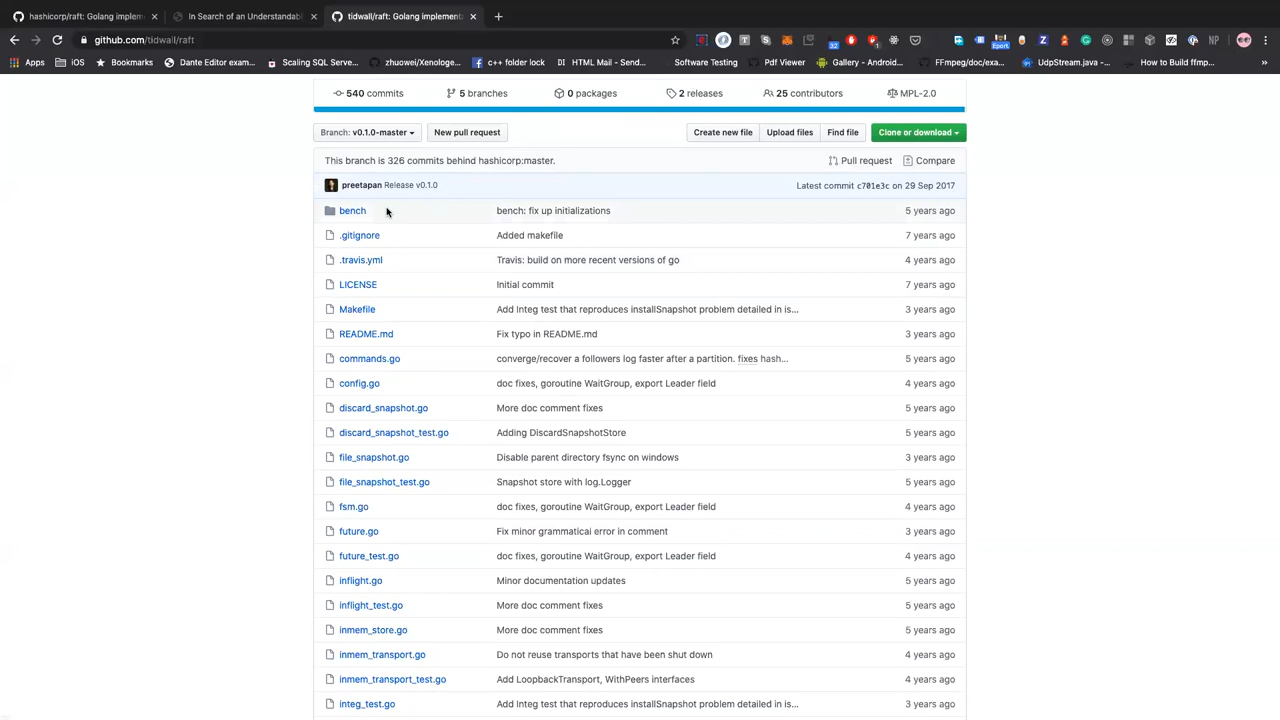 hashicorp/raft: Golang implem
In Search of an Understandab
tidwall/raft: Golang implement
github.com/tidwall/raft
32
1
Eport
NP
Apps
iOS
Bookmarks
Dante Editor exam...
Scaling SQL Serve...
zhuowei/Xenologe...
c++ folder lock
DI HTML Mail - Send...
Software Testing
Pdf Viewer
Gallery - Android...
FFmpeg/doc/exa...
UdpStream.java -...
How to Build ffmp...
540 commits
5 branches
0 packages
2 releases
25 contributors
MPL-2.0
Branch: v0.1.0-master
New pull request
Create new file
Upload files
Find file
Clone or download
This branch is 326 commits behind hashicorp:master.
Pull request
Compare
preetapan Release v0.1.0
Latest commit c701e3c on 29 Sep 2017
bench bench: fix up initializations 5 years ago
.gitignore Added makefile 7 years ago
.travis.yml Travis: build on more recent versions of go 4 years ago
LICENSE Initial commit 7 years ago
Makefile Add Integ test that reproduces installSnapshot problem detailed in is... 3 years ago
README.md Fix typo in README.md 3 years ago
commands.go converge/recover a followers log faster after a partition. fixes hash... 5 years ago
config.go doc fixes, goroutine WaitGroup, export Leader field 4 years ago
discard_snapshot.go More doc comment fixes 5 years ago
discard_snapshot_test.go Adding DiscardSnapshotStore 5 years ago
file_snapshot.go Disable parent directory fsync on windows 3 years ago
file_snapshot_test.go Snapshot store with log.Logger 5 years ago
fsm.go doc fixes, goroutine WaitGroup, export Leader field 4 years ago
future.go Fix minor grammatical error in comment 3 years ago
future_test.go doc fixes, goroutine WaitGroup, export Leader field 4 years ago
inflight.go Minor documentation updates 5 years ago
inflight_test.go More doc comment fixes 5 years ago
inmem_store.go More doc comment fixes 5 years ago
inmem_transport.go Do not reuse transports that have been shut down 4 years ago
inmem_transport_test.go Add LoopbackTransport, WithPeers interfaces 4 years ago
integ_test.go Add Integ test that reproduces installSnapshot problem detailed in is... 3 years ago